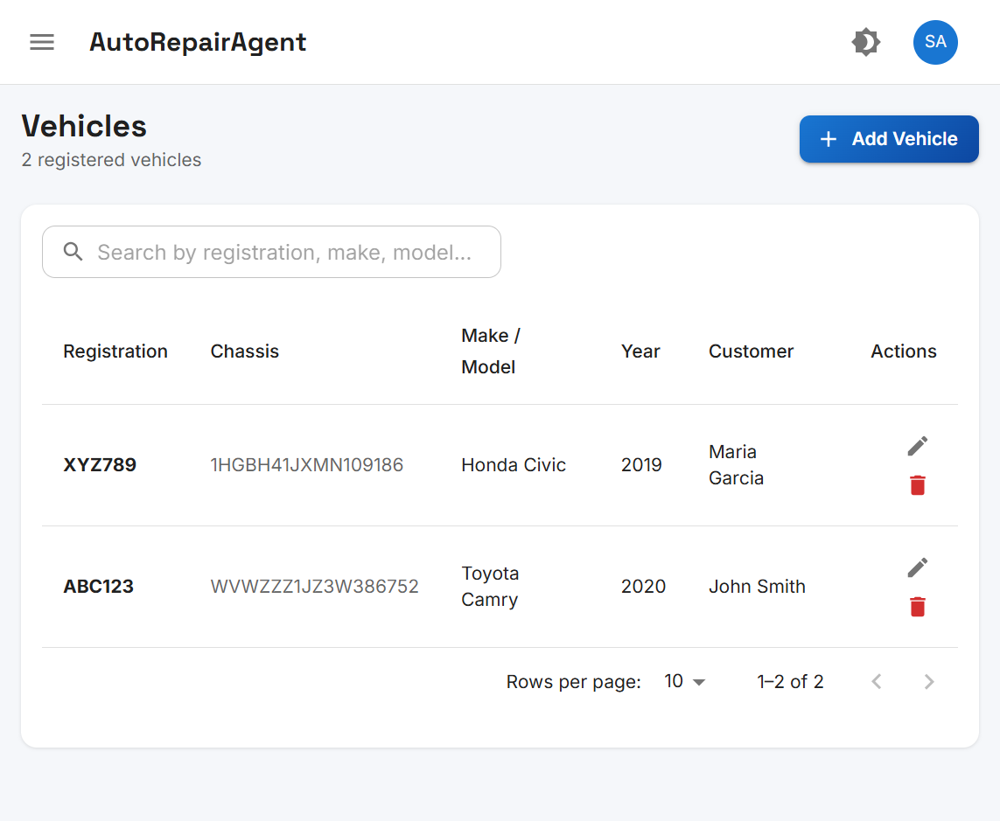 AutoRepairAgent
SA
Vehicles
2 registered vehicles
+ Add Vehicle
Search by registration, make, model...
Registration Chassis Make / Model Year Customer Actions
XYZ789 1HGBH41JXMN109186 Honda Civic 2019 Maria Garcia
ABC123 WVWZZZ1JZ3W386752 Toyota Camry 2020 John Smith
Rows per page: 10 1–2 of 2